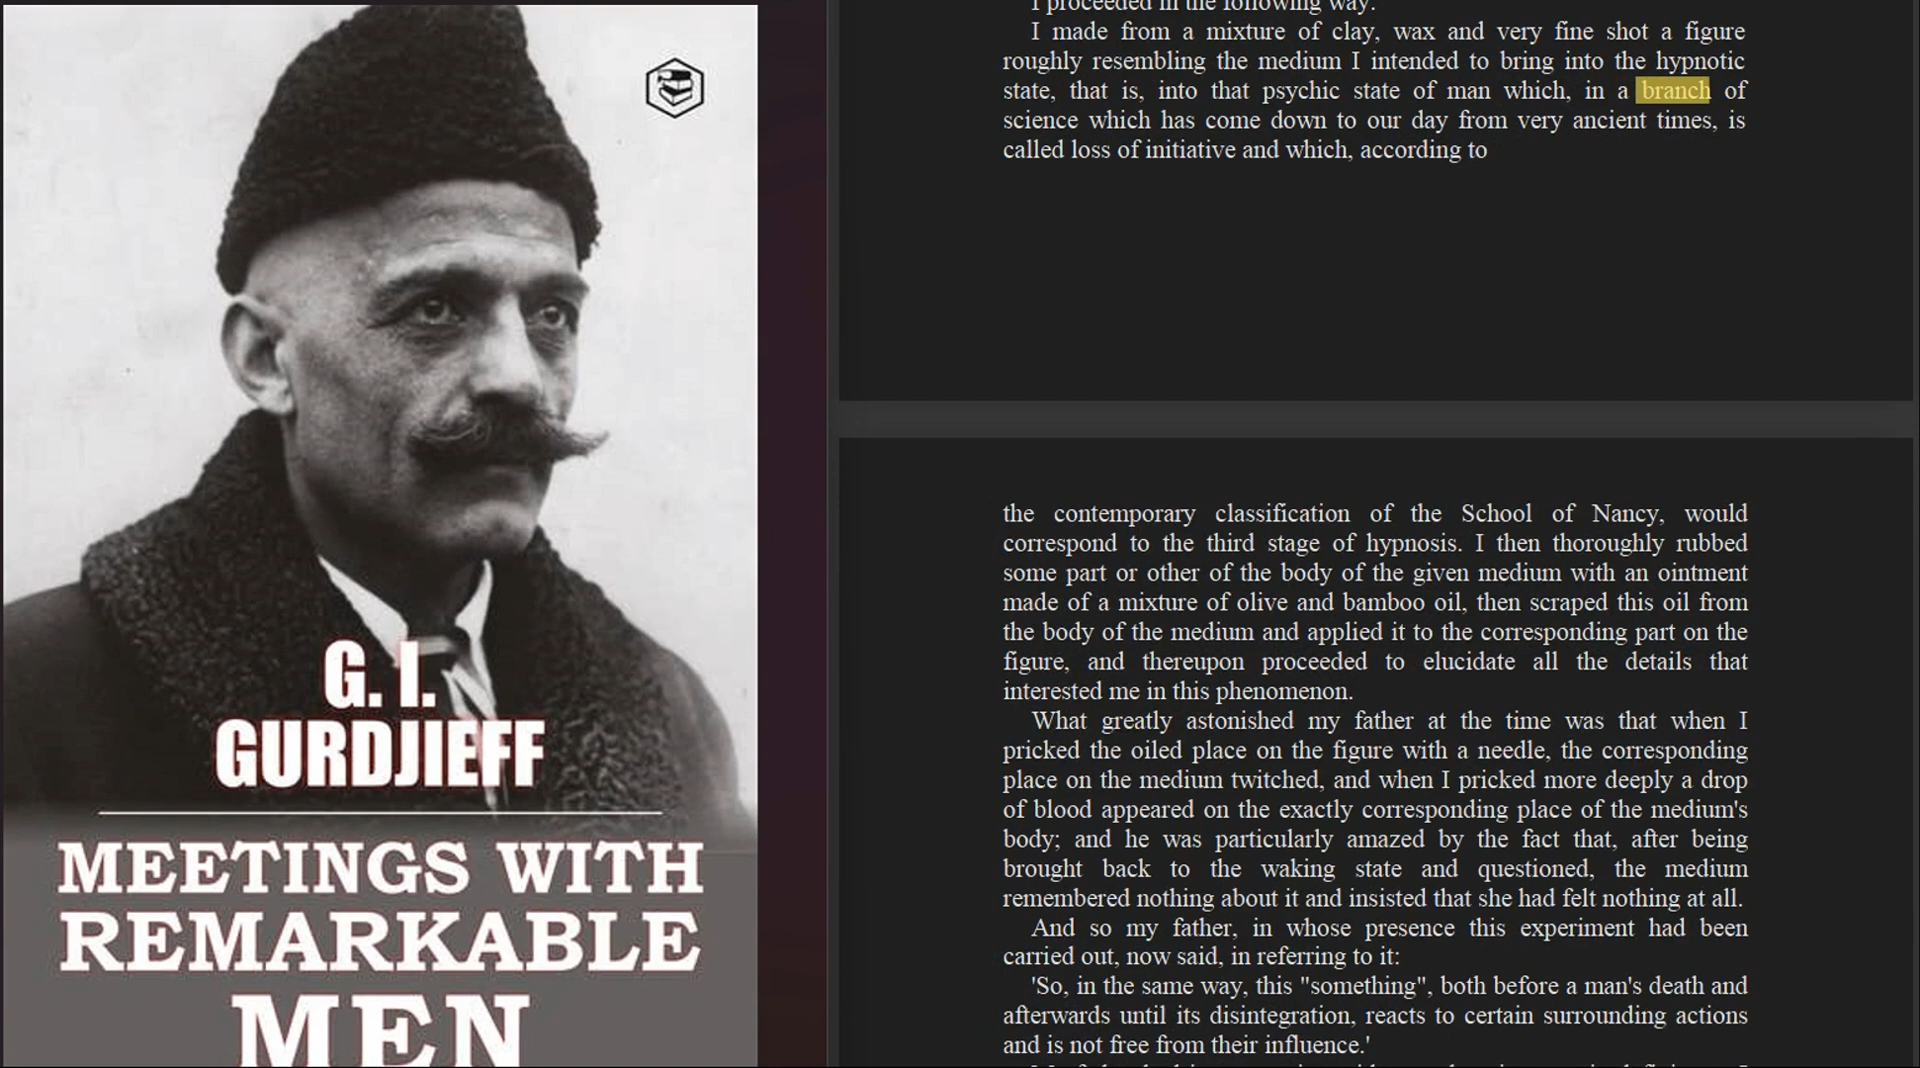 G. I.
GURDJIEFF
MEETINGS WITH
REMARKABLE
MEN
I proceeded in the following way.
I made from a mixture of clay, wax and very fine shot a figure
roughly resembling the medium I intended to bring into the hypnotic
state, that is, into that psychic state of man which, in a branch of
science which has come down to our day from very ancient times, is
called loss of initiative and which, according to
the contemporary classification of the School of Nancy, would
correspond to the third stage of hypnosis. I then thoroughly rubbed
some part or other of the body of the given medium with an ointment
made of a mixture of olive and bamboo oil, then scraped this oil from
the body of the medium and applied it to the corresponding part on the
figure, and thereupon proceeded to elucidate all the details that
interested me in this phenomenon.
What greatly astonished my father at the time was that when I
pricked the oiled place on the figure with a needle, the corresponding
place on the medium twitched, and when I pricked more deeply a drop
of blood appeared on the exactly corresponding place of the medium's
body; and he was particularly amazed by the fact that, after being
brought back to the waking state and questioned, the medium
remembered nothing about it and insisted that she had felt nothing at all.
And so my father, in whose presence this experiment had been
carried out, now said, in referring to it:
'So, in the same way, this "something", both before a man's death and
afterwards until its disintegration, reacts to certain surrounding actions
and is not free from their influence.'